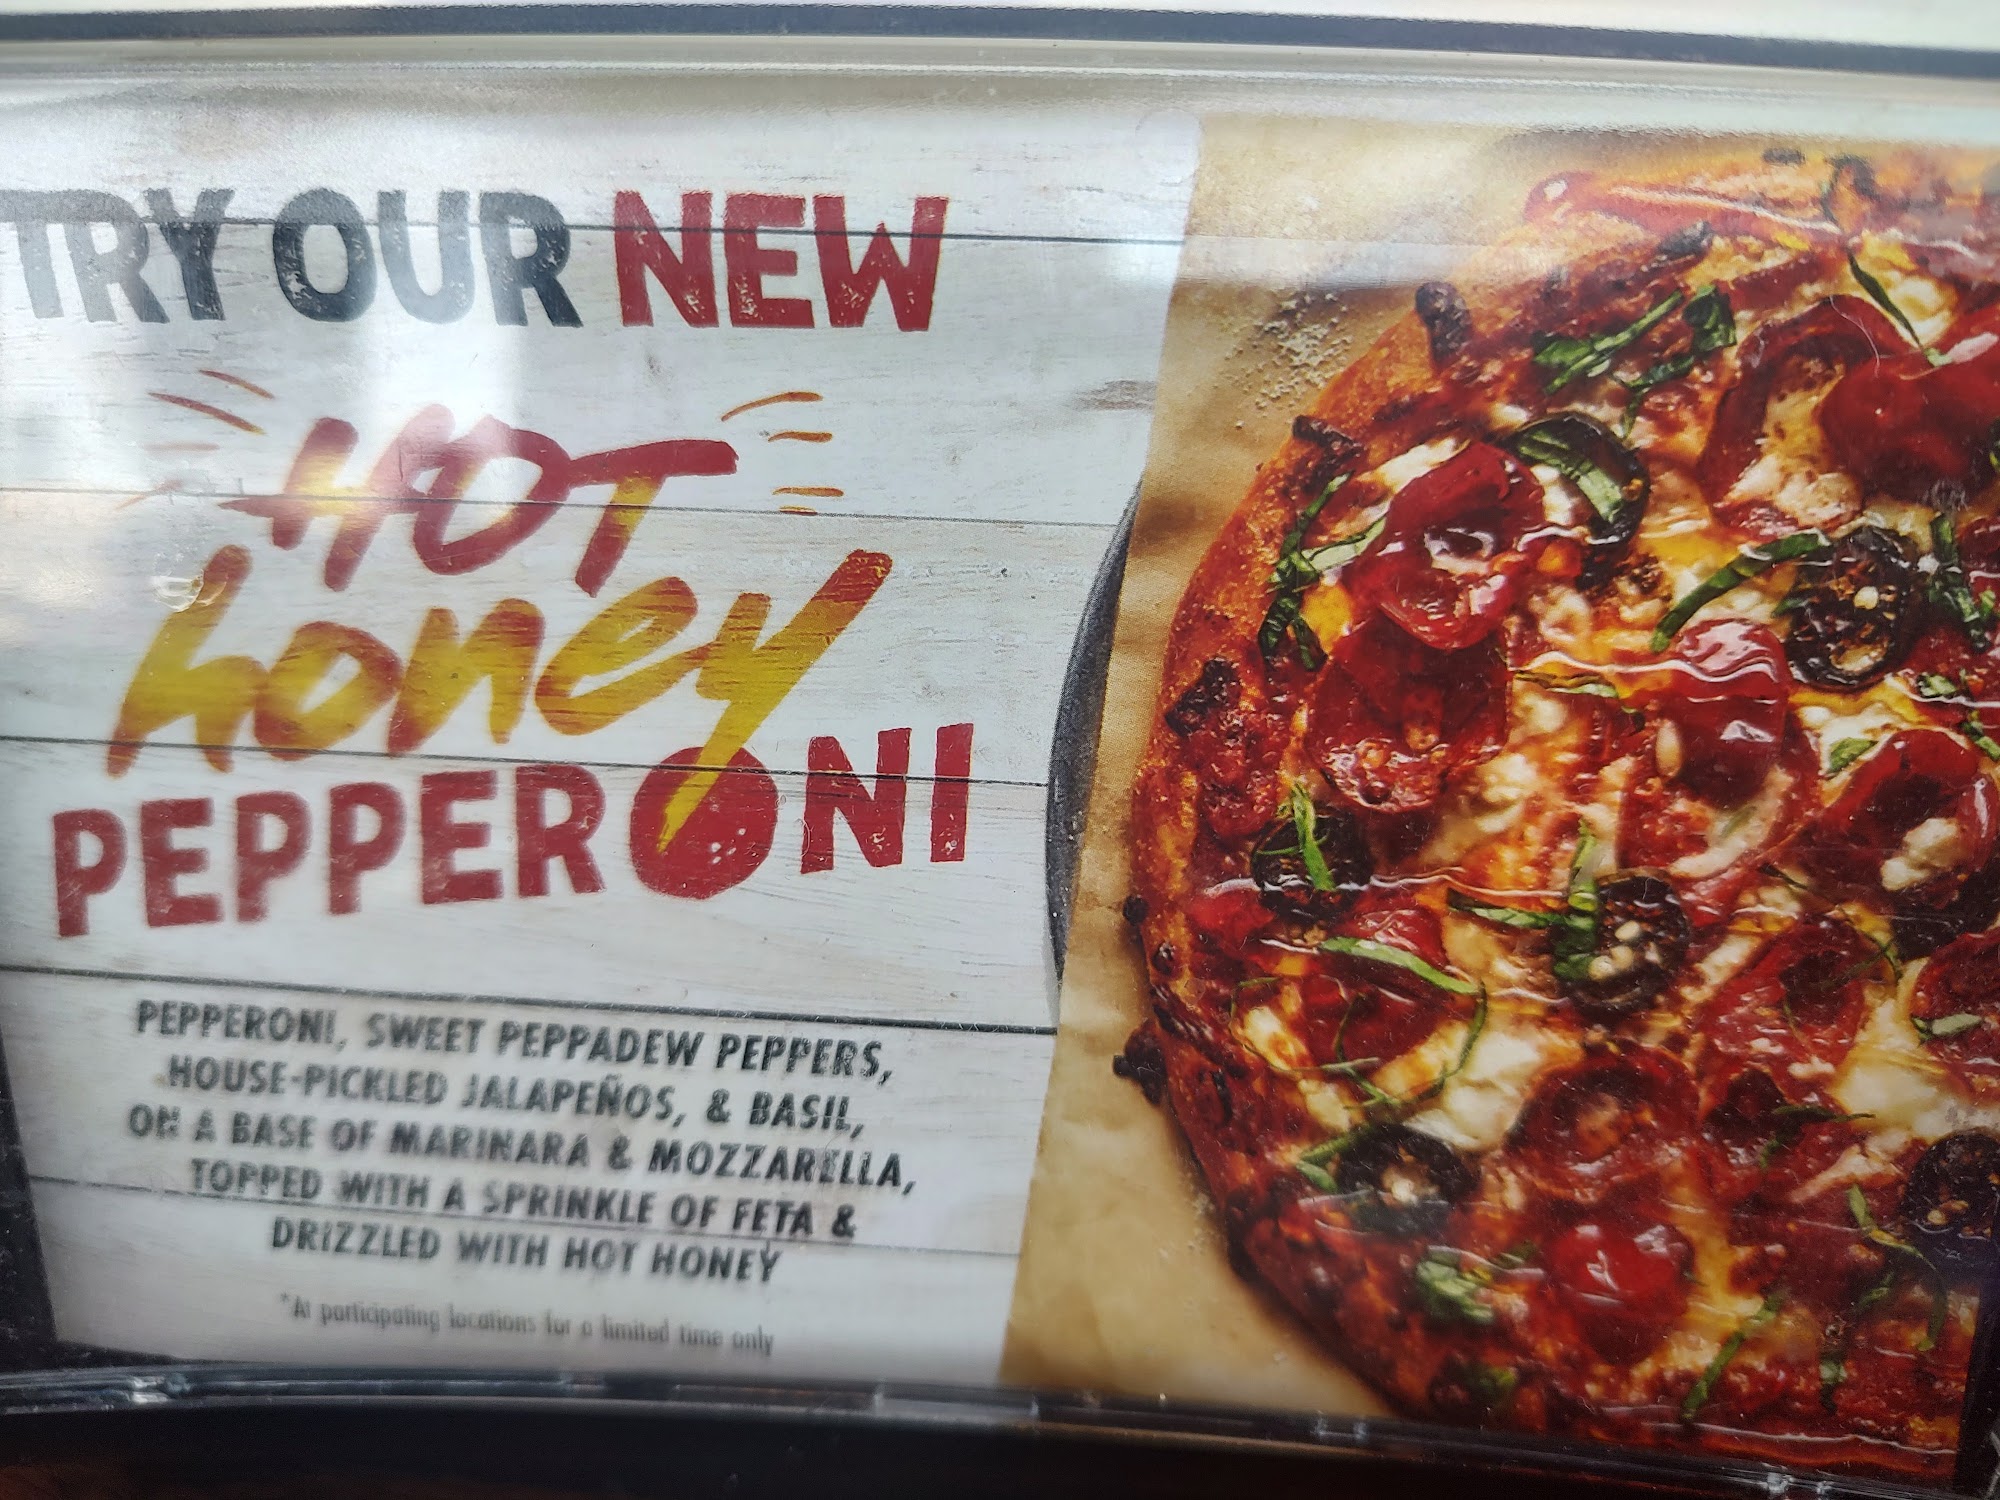 TRY OUR NEW
HOT
honey
PEPPERONI
PEPPERONI, SWEET PEPPADEW PEPPERS,
HOUSE-PICKLED JALAPEÑOS, & BASIL,
ON A BASE OF MARINARA & MOZZARELLA,
TOPPED WITH A SPRINKLE OF FETA &
DRIZZLED WITH HOT HONEY
*At participating locations for a limited time only